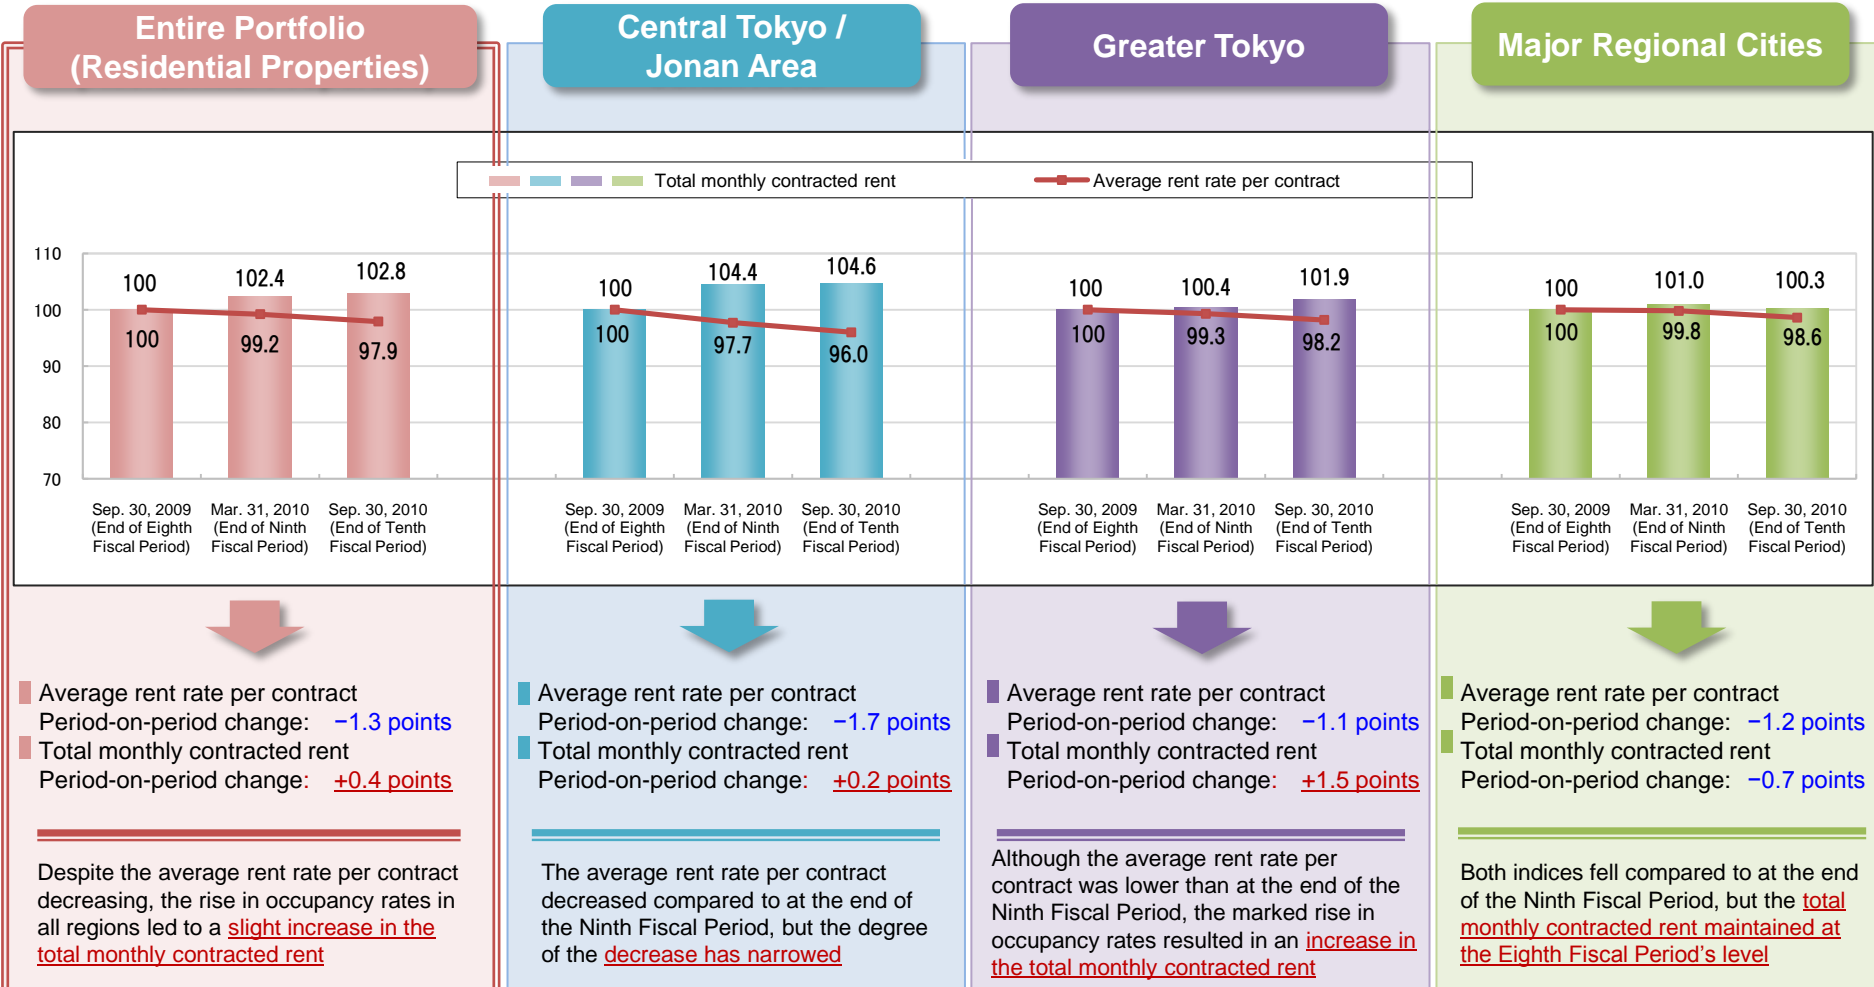 Entire Portfolio
(Residential Properties)
Central Tokyo /
Jonan Area
Greater Tokyo
Major Regional Cities
Total monthly contracted rent
Average rent rate per contract
110
100
90
80
70
100
102.4
102.8
100
99.2
97.9
Sep. 30, 2009
(End of Eighth
Fiscal Period)
Mar. 31, 2010
(End of Ninth
Fiscal Period)
Sep. 30, 2010
(End of Tenth
Fiscal Period)
100
104.4
104.6
100
97.7
96.0
Sep. 30, 2009
(End of Eighth
Fiscal Period)
Mar. 31, 2010
(End of Ninth
Fiscal Period)
Sep. 30, 2010
(End of Tenth
Fiscal Period)
100
100.4
101.9
100
99.3
98.2
Sep. 30, 2009
(End of Eighth
Fiscal Period)
Mar. 31, 2010
(End of Ninth
Fiscal Period)
Sep. 30, 2010
(End of Tenth
Fiscal Period)
100
101.0
100.3
100
99.8
98.6
Sep. 30, 2009
(End of Eighth
Fiscal Period)
Mar. 31, 2010
(End of Ninth
Fiscal Period)
Sep. 30, 2010
(End of Tenth
Fiscal Period)
Average rent rate per contract
Period-on-period change: −1.3 points
Total monthly contracted rent
Period-on-period change: +0.4 points
Despite the average rent rate per contract
decreasing, the rise in occupancy rates in
all regions led to a slight increase in the
total monthly contracted rent
Average rent rate per contract
Period-on-period change: −1.7 points
Total monthly contracted rent
Period-on-period change: +0.2 points
The average rent rate per contract
decreased compared to at the end of
the Ninth Fiscal Period, but the degree
of the decrease has narrowed
Average rent rate per contract
Period-on-period change: −1.1 points
Total monthly contracted rent
Period-on-period change: +1.5 points
Although the average rent rate per
contract was lower than at the end of the
Ninth Fiscal Period, the marked rise in
occupancy rates resulted in an increase in
the total monthly contracted rent
Average rent rate per contract
Period-on-period change: −1.2 points
Total monthly contracted rent
Period-on-period change: −0.7 points
Both indices fell compared to at the end
of the Ninth Fiscal Period, but the total
monthly contracted rent maintained at
the Eighth Fiscal Period's level